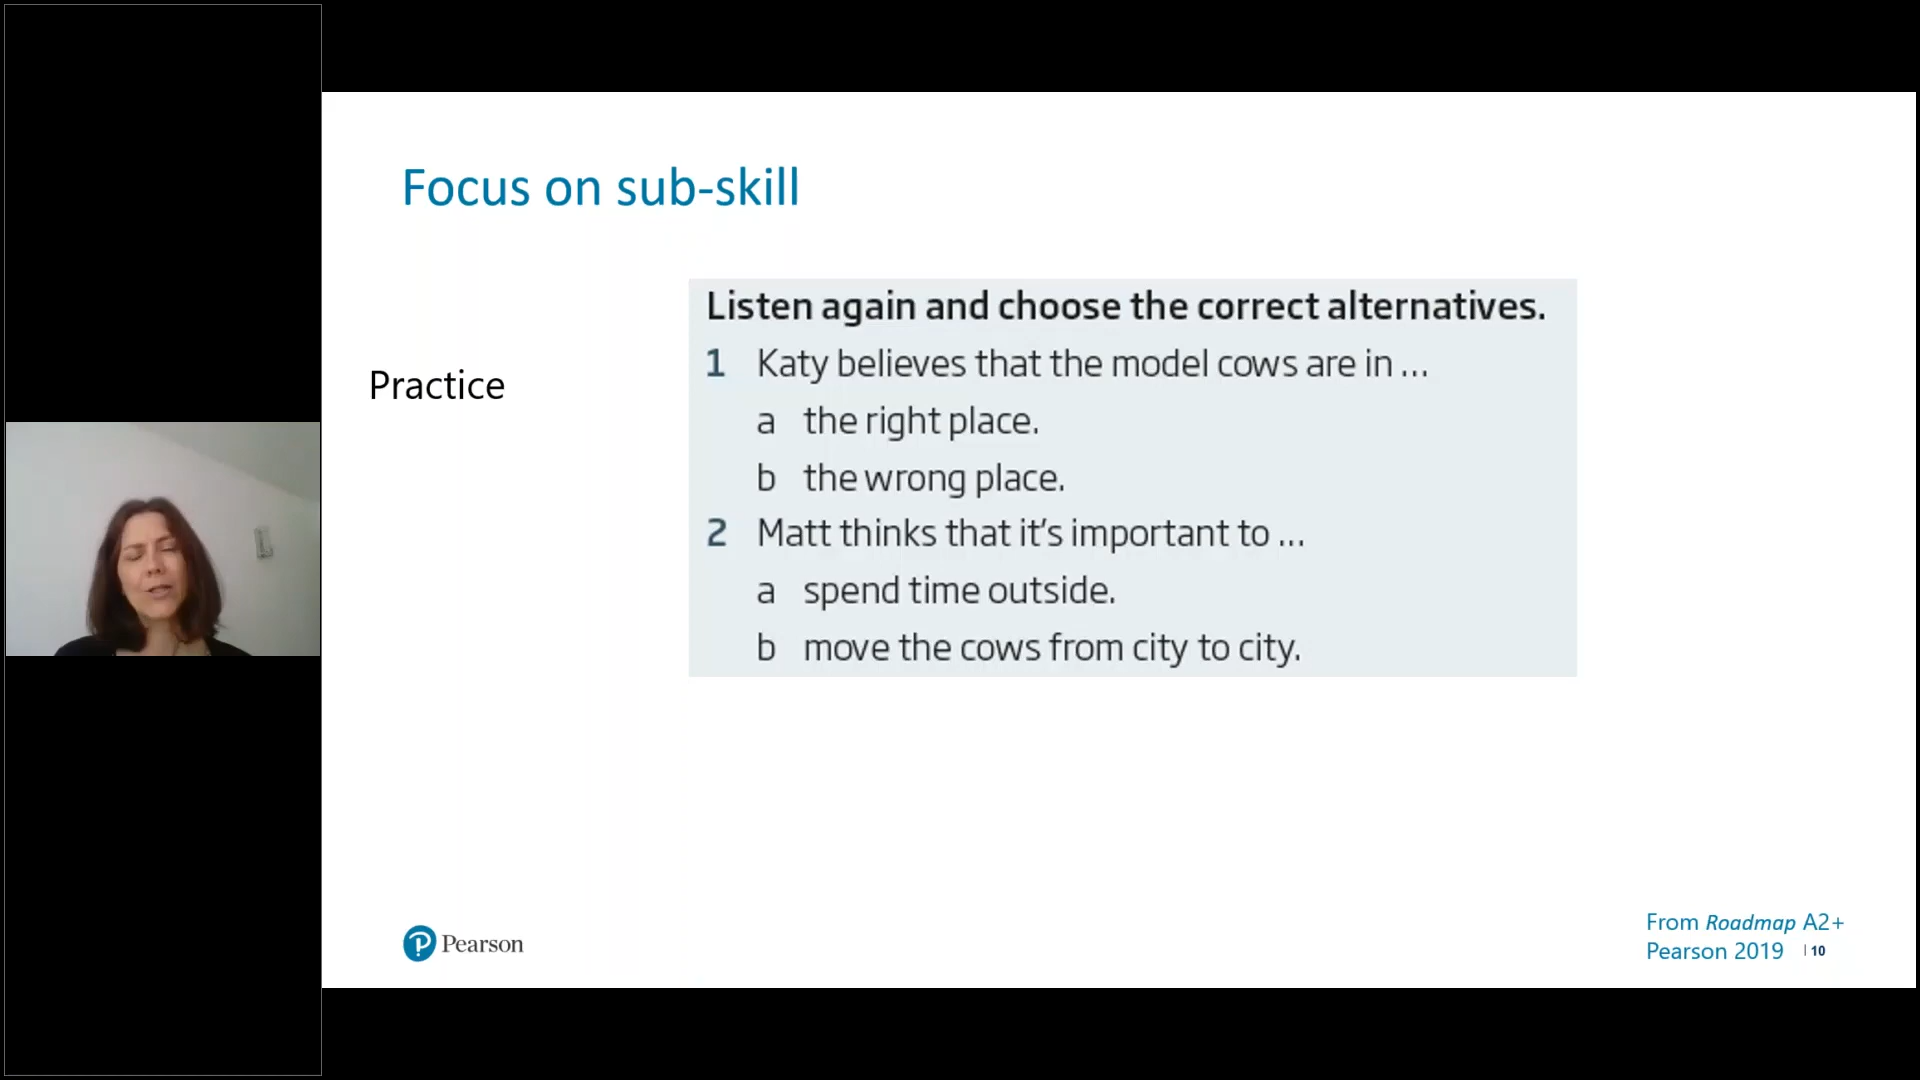 Focus on sub-skill
Practice
Listen again and choose the correct alternatives.
1 Katy believes that the model cows are in ...
a the right place.
b the wrong place.
2 Matt thinks that it's important to ...
a spend time outside.
b move the cows from city to city.
Pearson
From Roadmap A2+
Pearson 2019 | 10